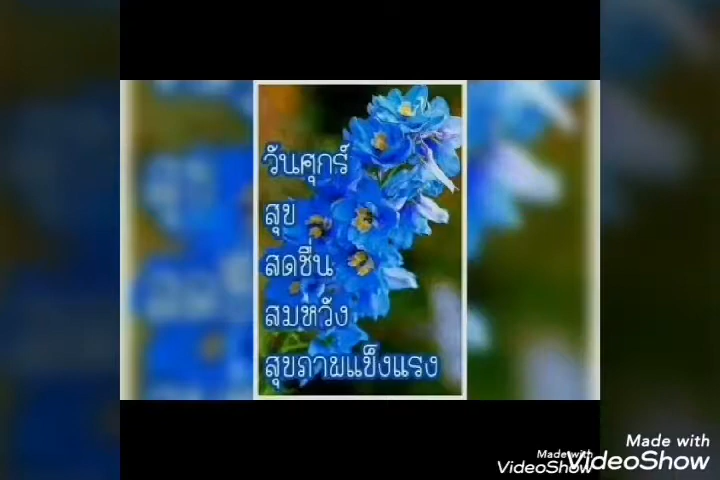 วันศุกร์
สุข
สดชื่น
สมหวัง
สุขภาพแข็งแรง
Made with
VideoShow
Made with
VideoShow